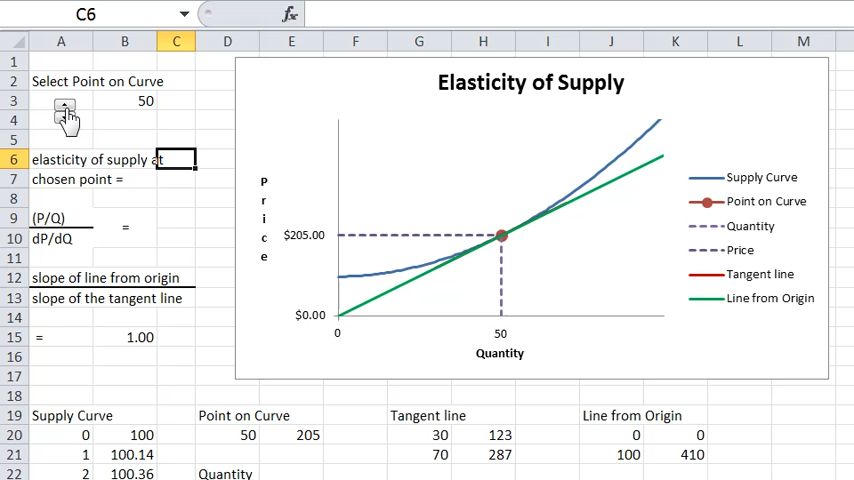 C6
fx
A B C D E F G H I J K L M
1
2 Select Point on Curve
3 50
4
5
6 elasticity of supply at
7 chosen point =
8
9 (P/Q)
=
10 dP/dQ
11
12 slope of line from origin
13 slope of the tangent line
14
15 = 1.00
16
17
18
Elasticity of Supply
Price
$205.00
$0.00
0 50
Quantity
Supply Curve
Point on Curve
Quantity
Price
Tangent line
Line from Origin
19 Supply Curve Point on Curve Tangent line Line from Origin
20 0 100 50 205 30 123 0 0
21 1 100.14 70 287 100 410
22 2 100.36 Quantity